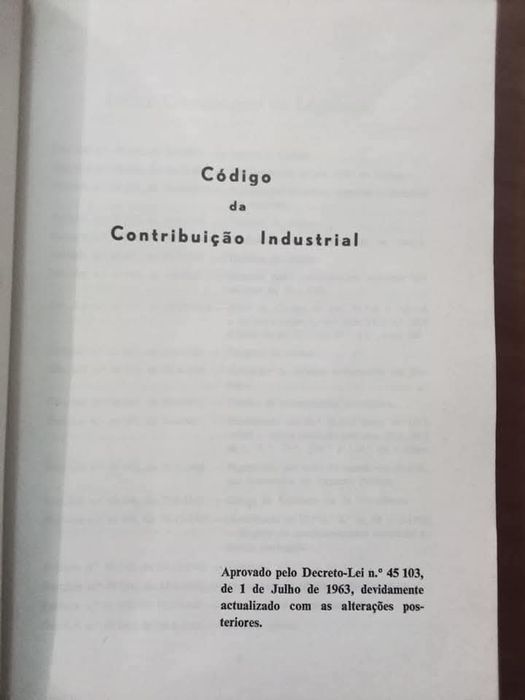 Código
da
Contribuição Industrial
Aprovado pelo Decreto-Lei n.º 45 103,
de 1 de Julho de 1963, devidamente
actualizado com as alterações pos-
teriores.